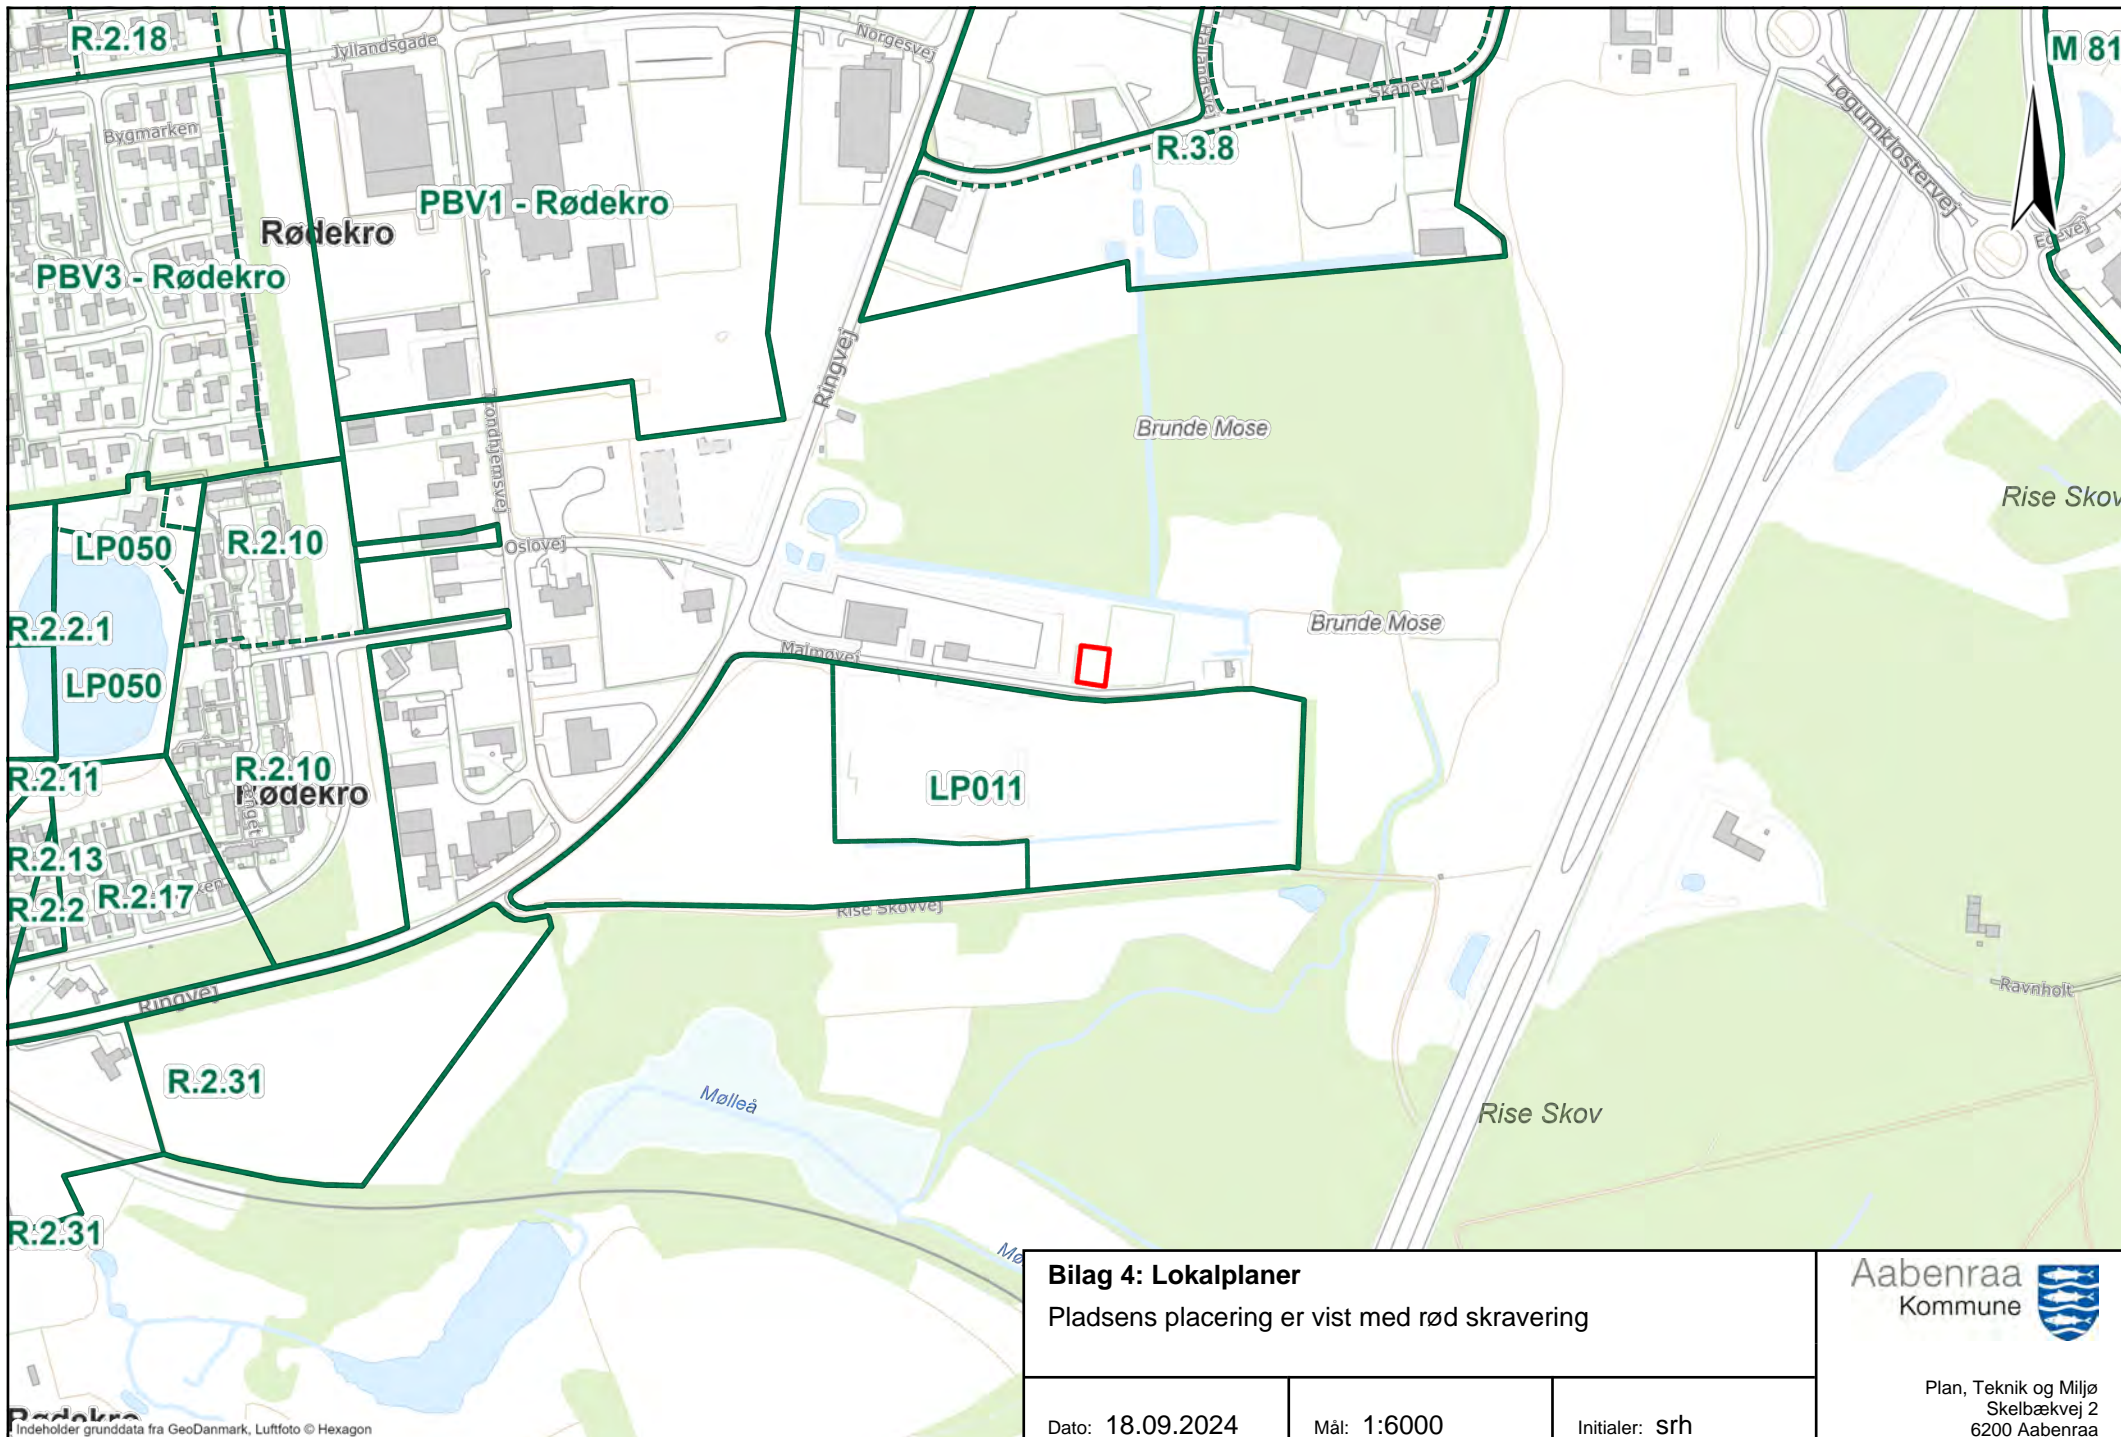 R.2.18
Jyllandsgade
Norgesvej
Hallandsvej
Skånevej
M 81
Løgumklostervej
Bygmarken
R.3.8
PBV1 - Rødekro
Rødekro
Egevej
PBV3 - Rødekro
Ringvej
Trondhjemsvej
Brunde Mose
Rise Skov
LP050
R.2.10
Oslovej
R.2.2.1
Brunde Mose
Malmøvej
LP050
R.2.11
R.2.10
Rødekro
LP011
R.2.13
R.2.2
R.2.17
Rise Skovvej
Ringvej
Ravnholt
R.2.31
Mølleå
Rise Skov
R.2.31
Bilag 4: Lokalplaner
Pladsens placering er vist med rød skravering
Aabenraa
Kommune
Plan, Teknik og Miljø
Skelbækvej 2
6200 Aabenraa
Dato: 18.09.2024
Mål: 1:6000
Initialer: srh
Rødekro
Indeholder grunddata fra GeoDanmark, Luftfoto © Hexagon